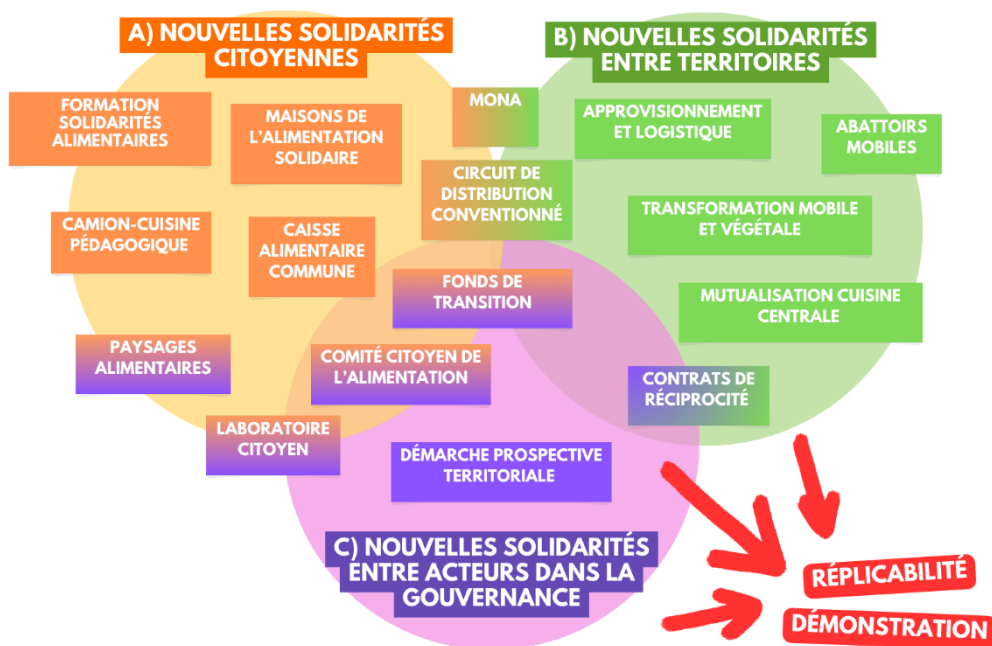 A) NOUVELLES SOLIDARITÉS
CITOYENNES
B) NOUVELLES SOLIDARITÉS
ENTRE TERRITOIRES
FORMATION
SOLIDARITÉS
ALIMENTAIRES
MAISONS DE
L'ALIMENTATION
SOLIDAIRE
MONA
APPROVISIONNEMENT
ET LOGISTIQUE
ABATTOIRS
MOBILES
CIRCUIT DE
DISTRIBUTION
CONVENTIONNÉ
CAMION-CUISINE
PÉDAGOGIQUE
CAISSE
ALIMENTAIRE
COMMUNE
TRANSFORMATION MOBILE
ET VÉGÉTALE
FONDS DE
TRANSITION
MUTUALISATION CUISINE
CENTRALE
PAYSAGES
ALIMENTAIRES
COMITÉ CITOYEN DE
L'ALIMENTATION
CONTRATS DE
RÉCIPROCITÉ
LABORATOIRE
CITOYEN
DÉMARCHE PROSPECTIVE
TERRITORIALE
C) NOUVELLES SOLIDARITÉS
ENTRE ACTEURS DANS LA
GOUVERNANCE
RÉPLICABILITÉ
DÉMONSTRATION